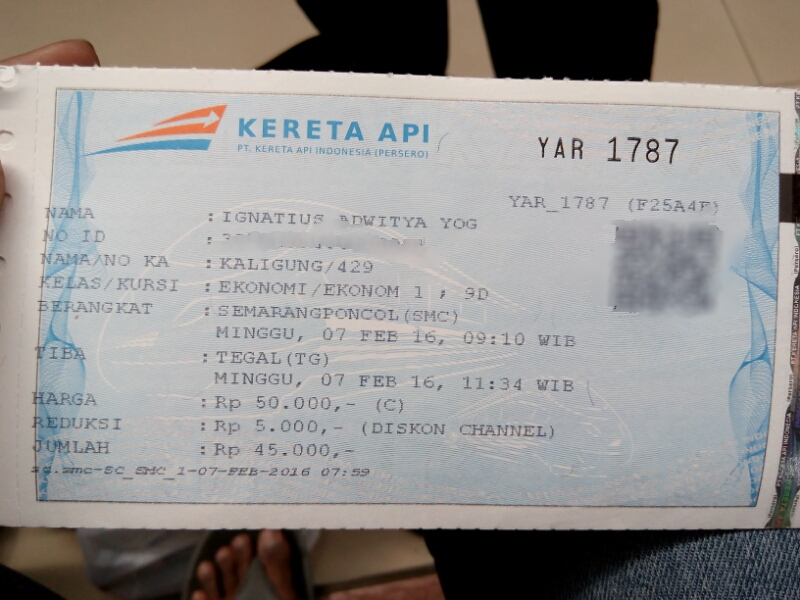 KERETA API
PT. KERETA API INDONESIA (PERSERO)
YAR 1787
YAR_1787 (F25A4F)
NAMA : IGNATIUS ADWITYA YOG
NO ID :
NAMA/NO KA : KALIGUNG/429
KELAS/KURSI : EKONOMI/EKONOM 1 ; 9D
BERANGKAT : SEMARANGPONCOL(SMC)
MINGGU, 07 FEB 16, 09:10 WIB
TIBA : TEGAL(TG)
MINGGU, 07 FEB 16, 11:34 WIB
HARGA : Rp 50.000,- (C)
REDUKSI : Rp 5.000,- (DISKON CHANNEL)
JUMLAH : Rp 45.000,-
sg.smc-SC_SMC_1-07-FEB-2016 07:59